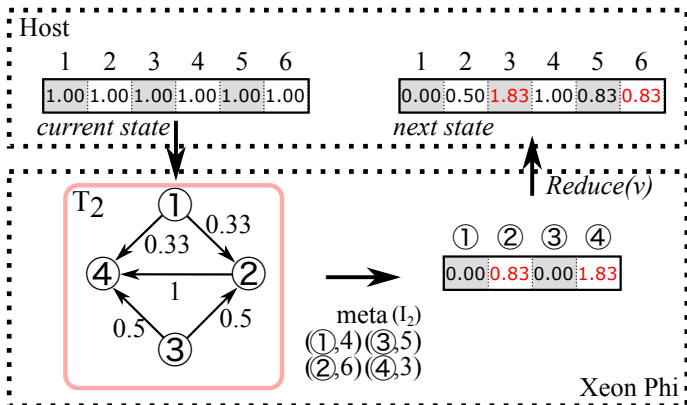 Host
1 2 3 4 5 6
1.00 1.00 1.00 1.00 1.00 1.00
current state
1 2 3 4 5 6
0.00 0.50 1.83 1.00 0.83 0.83
next state
Reduce(v)
T2
①
0.33
0.33
④
②
1
0.5
0.5
③
meta (I2)
(①,4)(③,5)
(②,6)(④,3)
① ② ③ ④
0.00 0.83 0.00 1.83
Xeon Phi